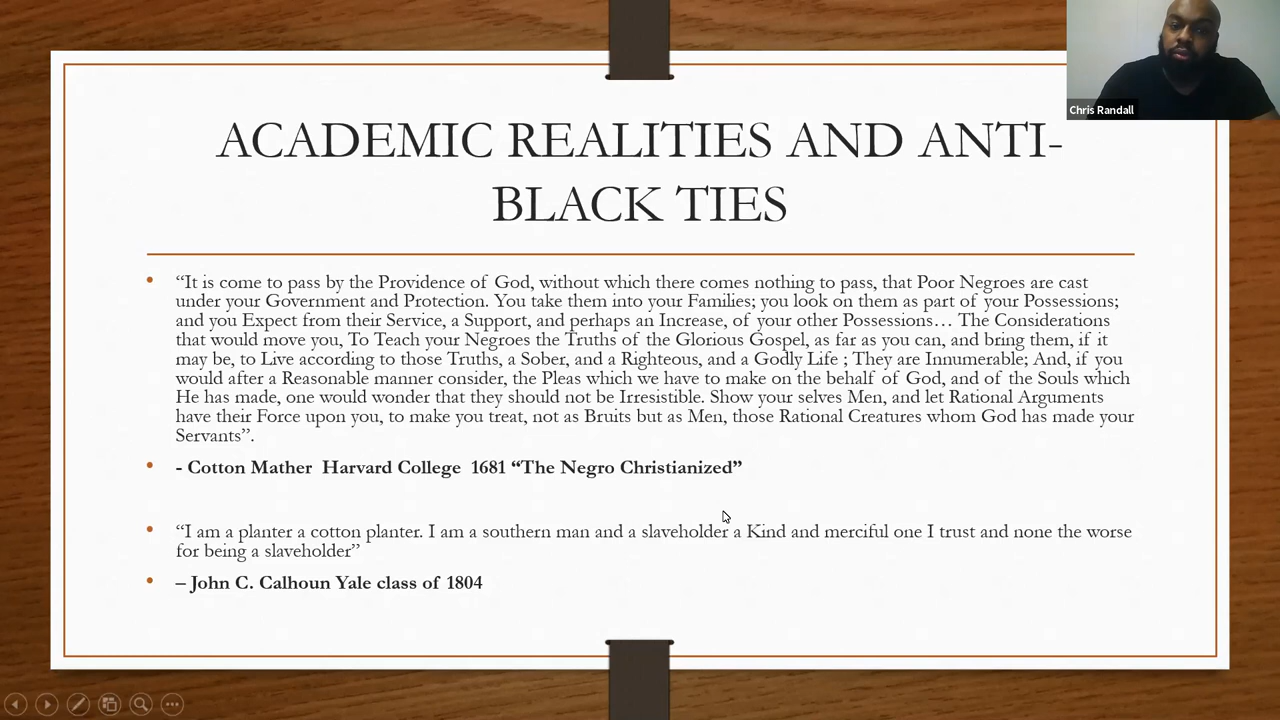 Chris Randall
ACADEMIC REALITIES AND ANTI-
BLACK TIES
• “It is come to pass by the Providence of God, without which there comes nothing to pass, that Poor Negroes are cast
under your Government and Protection. You take them into your Families; you look on them as part of your Possessions;
and you Expect from their Service, a Support, and perhaps an Increase, of your other Possessions… The Considerations
that would move you, To Teach your Negroes the Truths of the Glorious Gospel, as far as you can, and bring them, if it
may be, to Live according to those Truths, a Sober, and a Righteous, and a Godly Life ; They are Innumerable; And, if you
would after a Reasonable manner consider, the Pleas which we have to make on the behalf of God, and of the Souls which
He has made, one would wonder that they should not be Irresistible. Show your selves Men, and let Rational Arguments
have their Force upon you, to make you treat, not as Bruits but as Men, those Rational Creatures whom God has made your
Servants”.
• - Cotton Mather Harvard College 1681 “The Negro Christianized”
• “I am a planter a cotton planter. I am a southern man and a slaveholder a Kind and merciful one I trust and none the worse
for being a slaveholder”
• – John C. Calhoun Yale class of 1804